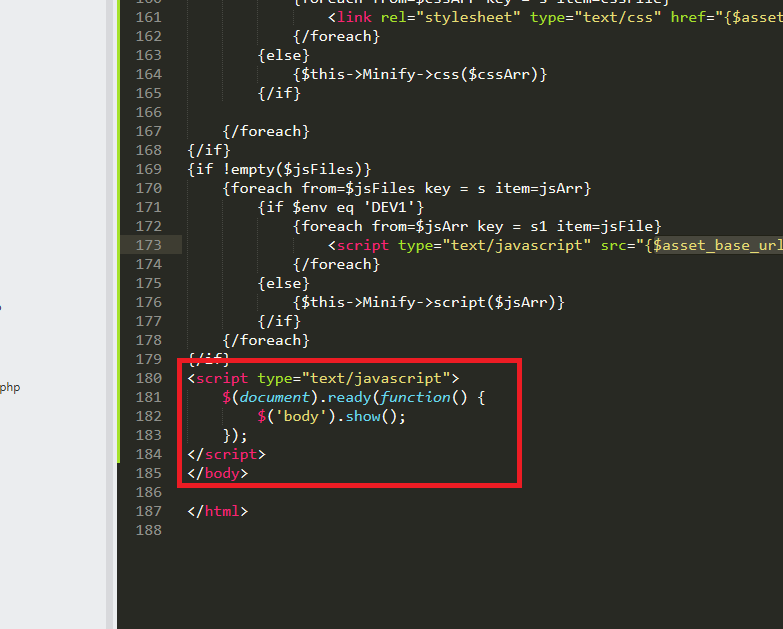 160 {foreach from=$cssArr key = s item=cssFile}
161 <link rel="stylesheet" type="text/css" href="{$asset
162 {/foreach}
163 {else}
164 {$this->Minify->css($cssArr)}
165 {/if}
166
167 {/foreach}
168 {/if}
169 {if !empty($jsFiles)}
170 {foreach from=$jsFiles key = s item=jsArr}
171 {if $env eq 'DEV1'}
172 {foreach from=$jsArr key = s1 item=jsFile}
173 <script type="text/javascript" src="{$asset_base_url
174 {/foreach}
175 {else}
176 {$this->Minify->script($jsArr)}
177 {/if}
178 {/foreach}
179 {/if}
180 <script type="text/javascript">
181 $(document).ready(function() {
182 $('body').show();
183 });
184 </script>
185 </body>
186
187 </html>
188
php